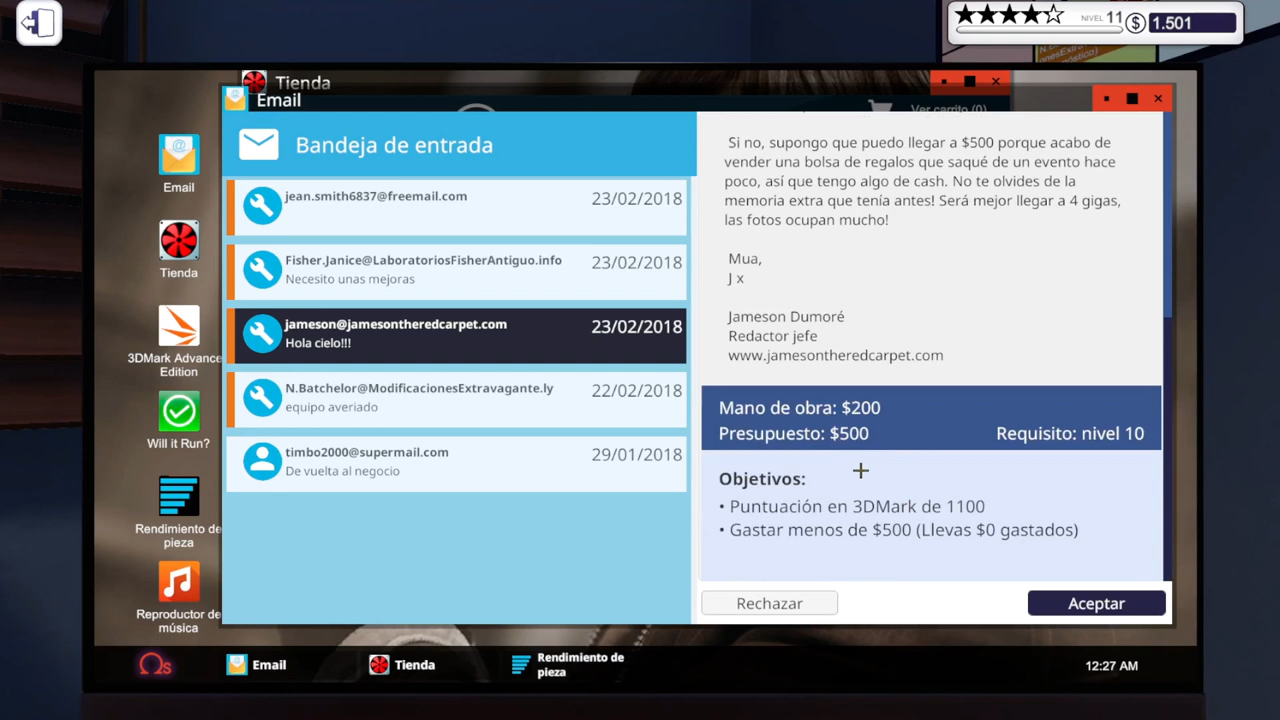 NIVEL 11
$ 1.501
Tienda
Ver carrito (0)
Email
Bandeja de entrada
jean.smith6837@freemail.com
23/02/2018
Fisher.Janice@LaboratoriosFisherAntiguo.info
23/02/2018
Necesito unas mejoras
jameson@jamesontheredcarpet.com
23/02/2018
Hola cielo!!!
N.Batchelor@ModificacionesExtravagante.ly
22/02/2018
equipo averiado
timbo2000@supermail.com
29/01/2018
De vuelta al negocio
Si no, supongo que puedo llegar a $500 porque acabo de
vender una bolsa de regalos que saqué de un evento hace
poco, así que tengo algo de cash. No te olvides de la
memoria extra que tenía antes! Será mejor llegar a 4 gigas,
las fotos ocupan mucho!
Mua,
J x
Jameson Dumoré
Redactor jefe
www.jamesontheredcarpet.com
Mano de obra: $200
Presupuesto: $500
Requisito: nivel 10
Objetivos:
• Puntuación en 3DMark de 1100
• Gastar menos de $500 (Llevas $0 gastados)
Rechazar
Aceptar
Email
Tienda
3DMark Advance
Edition
Will it Run?
Rendimiento de
pieza
Reproductor de
música
Ωs
Email
Tienda
Rendimiento de
pieza
12:27 AM